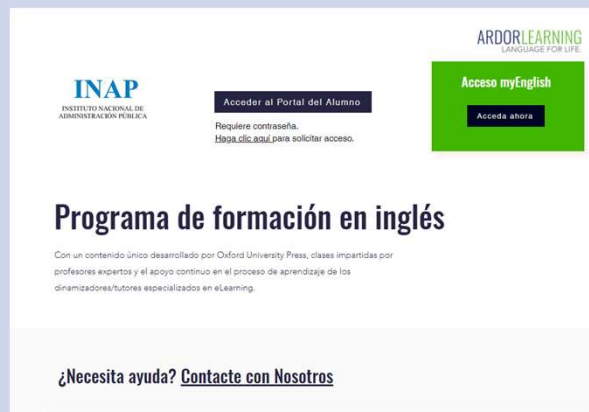 ARDORLEARNING
LANGUAGE FOR LIFE.
INAP
INSTITUTO NACIONAL DE
ADMINISTRACIÓN PÚBLICA
Acceder al Portal del Alumno
Requiere contraseña.
Haga clic aquí para solicitar acceso.
Acceso myEnglish
Acceda ahora
Programa de formación en inglés
Con un contenido único desarrollado por Oxford University Press, clases impartidas por
profesores expertos y el apoyo continuo en el proceso de aprendizaje de los
dinamizadores/tutores especializados en eLearning.
¿Necesita ayuda? Contacte con Nosotros